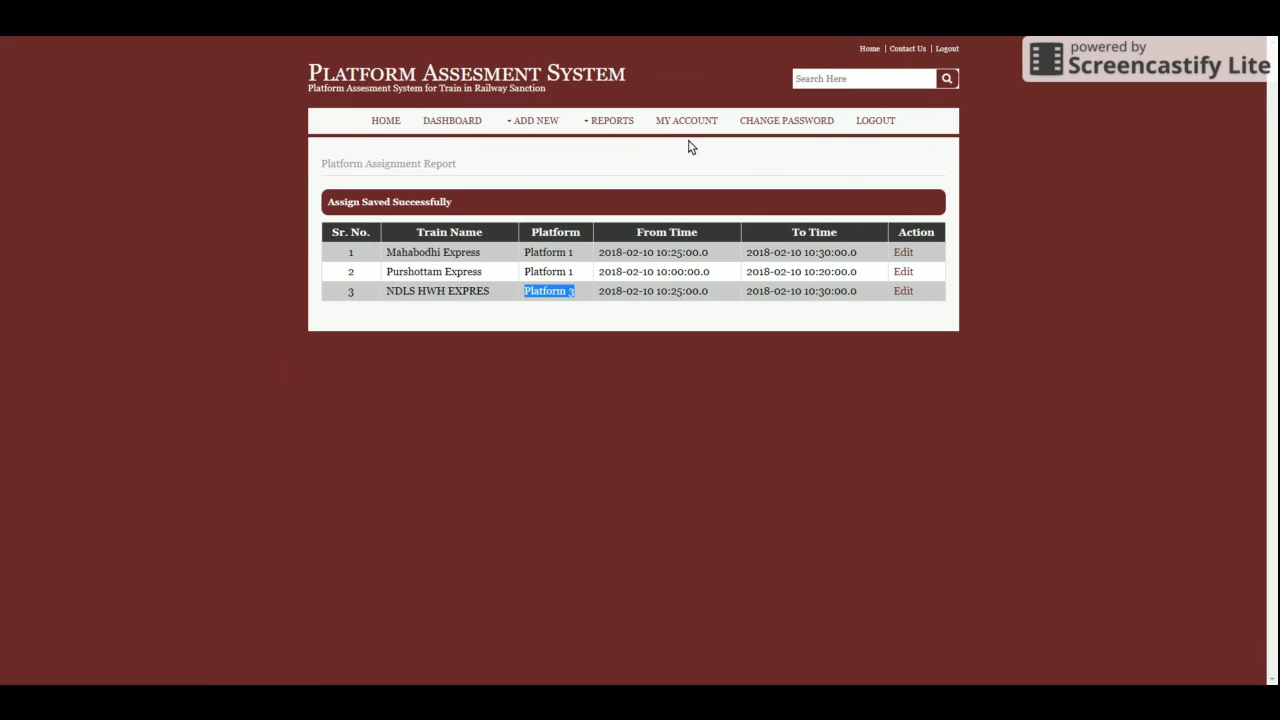 Home | Contact Us | Logout
powered by
Screencastify Lite
PLATFORM ASSESMENT SYSTEM
Platform Assesment System for Train in Railway Sanction
Search Here
HOME DASHBOARD ADD NEW REPORTS MY ACCOUNT CHANGE PASSWORD LOGOUT
Platform Assignment Report
Assign Saved Successfully
Sr. No. Train Name Platform From Time To Time Action
1 Mahabodhi Express Platform 1 2018-02-10 10:25:00.0 2018-02-10 10:30:00.0 Edit
2 Purshottam Express Platform 1 2018-02-10 10:00:00.0 2018-02-10 10:20:00.0 Edit
3 NDLS HWH EXPRES Platform 3 2018-02-10 10:25:00.0 2018-02-10 10:30:00.0 Edit